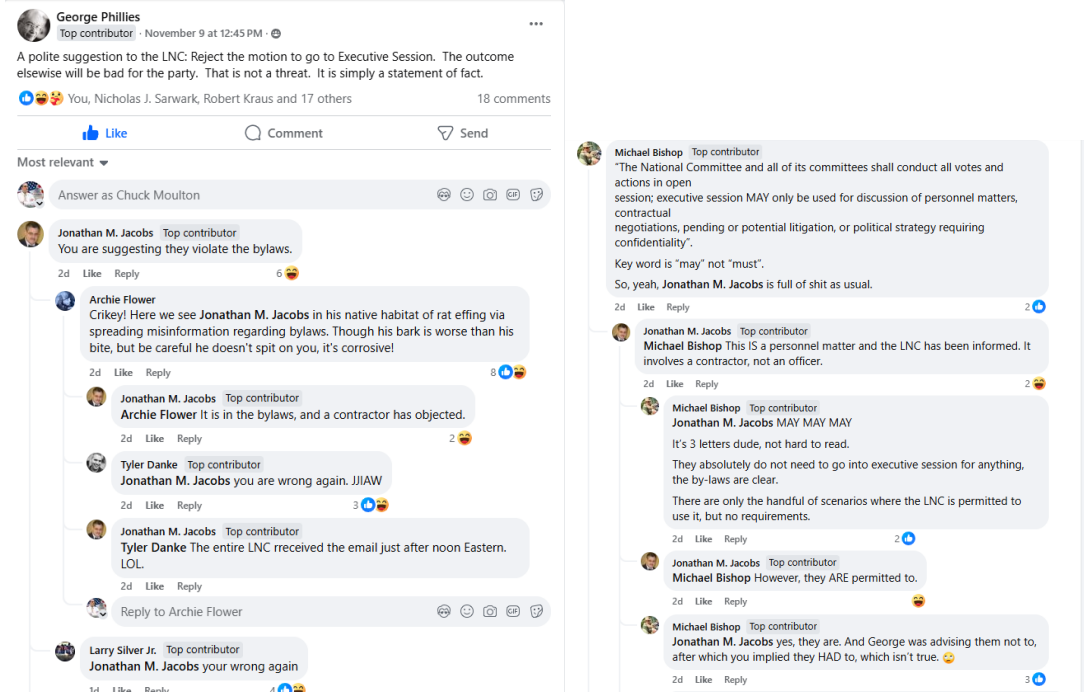 George Phillies
Top contributor · November 9 at 12:45 PM ·
A polite suggestion to the LNC: Reject the motion to go to Executive Session. The outcome
elsewise will be bad for the party. That is not a threat. It is simply a statement of fact.
You, Nicholas J. Sarwark, Robert Kraus and 17 others
18 comments
Like
Comment
Send
Most relevant
Answer as Chuck Moulton
GIF
Jonathan M. Jacobs Top contributor
You are suggesting they violate the bylaws.
2d Like Reply 6
Archie Flower
Crikey! Here we see Jonathan M. Jacobs in his native habitat of rat effing via
spreading misinformation regarding bylaws. Though his bark is worse than his
bite, but be careful he doesn't spit on you, it's corrosive!
2d Like Reply 8
Jonathan M. Jacobs Top contributor
Archie Flower It is in the bylaws, and a contractor has objected.
2d Like Reply 2
Tyler Danke Top contributor
Jonathan M. Jacobs you are wrong again. JJIAW
2d Like Reply 3
Jonathan M. Jacobs Top contributor
Tyler Danke The entire LNC rreceived the email just after noon Eastern.
LOL.
2d Like Reply
Reply to Archie Flower
GIF
Larry Silver Jr. Top contributor
Jonathan M. Jacobs your wrong again
1d Like Reply 4
Michael Bishop Top contributor
"The National Committee and all of its committees shall conduct all votes and
actions in open
session; executive session MAY only be used for discussion of personnel matters,
contractual
negotiations, pending or potential litigation, or political strategy requiring
confidentiality".
Key word is "may" not "must".
So, yeah, Jonathan M. Jacobs is full of shit as usual.
2d Like Reply 2
Jonathan M. Jacobs Top contributor
Michael Bishop This IS a personnel matter and the LNC has been informed. It
involves a contractor, not an officer.
2d Like Reply 2
Michael Bishop Top contributor
Jonathan M. Jacobs MAY MAY MAY
It's 3 letters dude, not hard to read.
They absolutely do not need to go into executive session for anything,
the by-laws are clear.
There are only the handful of scenarios where the LNC is permitted to
use it, but no requirements.
2d Like Reply 2
Jonathan M. Jacobs Top contributor
Michael Bishop However, they ARE permitted to.
2d Like Reply
Michael Bishop Top contributor
Jonathan M. Jacobs yes, they are. And George was advising them not to,
after which you implied they HAD to, which isn't true. 🙄
2d Like Reply 3